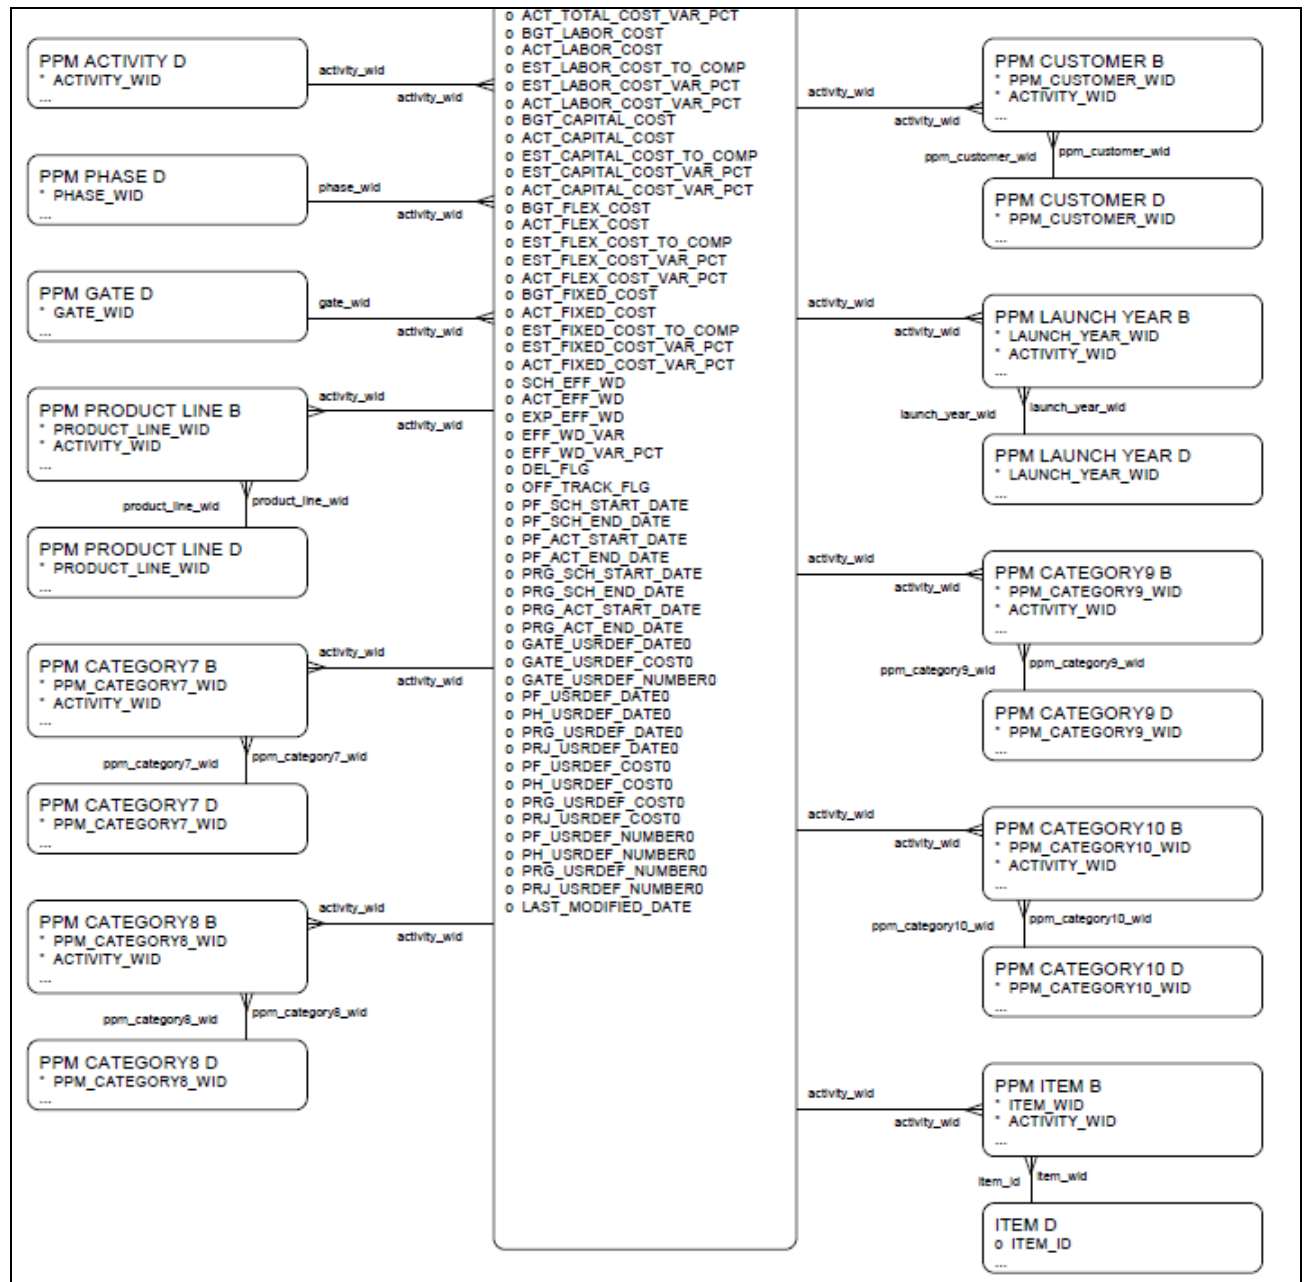 PPM ACTIVITY D
* ACTIVITY_WID
...
activity_wid
activity_wid
PPM PHASE D
* PHASE_WID
...
phase_wid
activity_wid
PPM GATE D
* GATE_WID
...
gate_wid
activity_wid
PPM PRODUCT LINE B
* PRODUCT_LINE_WID
* ACTIVITY_WID
...
activity_wid
activity_wid
product_line_wid
product_line_wid
PPM PRODUCT LINE D
* PRODUCT_LINE_WID
...
PPM CATEGORY7 B
* PPM_CATEGORY7_WID
* ACTIVITY_WID
...
activity_wid
activity_wid
ppm_category7_wid
ppm_category7_wid
PPM CATEGORY7 D
* PPM_CATEGORY7_WID
...
PPM CATEGORY8 B
* PPM_CATEGORY8_WID
* ACTIVITY_WID
...
activity_wid
activity_wid
ppm_category8_wid
ppm_category8_wid
PPM CATEGORY8 D
* PPM_CATEGORY8_WID
...
o ACT_TOTAL_COST_VAR_PCT
o BGT_LABOR_COST
o ACT_LABOR_COST
o EST_LABOR_COST_TO_COMP
o EST_LABOR_COST_VAR_PCT
o ACT_LABOR_COST_VAR_PCT
o BGT_CAPITAL_COST
o ACT_CAPITAL_COST
o EST_CAPITAL_COST_TO_COMP
o EST_CAPITAL_COST_VAR_PCT
o ACT_CAPITAL_COST_VAR_PCT
o BGT_FLEX_COST
o ACT_FLEX_COST
o EST_FLEX_COST_TO_COMP
o EST_FLEX_COST_VAR_PCT
o ACT_FLEX_COST_VAR_PCT
o BGT_FIXED_COST
o ACT_FIXED_COST
o EST_FIXED_COST_TO_COMP
o EST_FIXED_COST_VAR_PCT
o ACT_FIXED_COST_VAR_PCT
o SCH_EFF_WD
o ACT_EFF_WD
o EXP_EFF_WD
o EFF_WD_VAR
o EFF_WD_VAR_PCT
o DEL_FLG
o OFF_TRACK_FLG
o PF_SCH_START_DATE
o PF_SCH_END_DATE
o PF_ACT_START_DATE
o PF_ACT_END_DATE
o PRG_SCH_START_DATE
o PRG_SCH_END_DATE
o PRG_ACT_START_DATE
o PRG_ACT_END_DATE
o GATE_USRDEF_DATE0
o GATE_USRDEF_COST0
o GATE_USRDEF_NUMBER0
o PF_USRDEF_DATE0
o PH_USRDEF_DATE0
o PRG_USRDEF_DATE0
o PRJ_USRDEF_DATE0
o PF_USRDEF_COST0
o PH_USRDEF_COST0
o PRG_USRDEF_COST0
o PRJ_USRDEF_COST0
o PF_USRDEF_NUMBER0
o PH_USRDEF_NUMBER0
o PRG_USRDEF_NUMBER0
o PRJ_USRDEF_NUMBER0
o LAST_MODIFIED_DATE
activity_wid
activity_wid
PPM CUSTOMER B
* PPM_CUSTOMER_WID
* ACTIVITY_WID
...
ppm_customer_wid
ppm_customer_wid
PPM CUSTOMER D
* PPM_CUSTOMER_WID
...
activity_wid
activity_wid
PPM LAUNCH YEAR B
* LAUNCH_YEAR_WID
* ACTIVITY_WID
...
launch_year_wid
launch_year_wid
PPM LAUNCH YEAR D
* LAUNCH_YEAR_WID
...
activity_wid
activity_wid
PPM CATEGORY9 B
* PPM_CATEGORY9_WID
* ACTIVITY_WID
...
ppm_category9_wid
ppm_category9_wid
PPM CATEGORY9 D
* PPM_CATEGORY9_WID
...
activity_wid
activity_wid
PPM CATEGORY10 B
* PPM_CATEGORY10_WID
* ACTIVITY_WID
...
ppm_category10_wid
ppm_category10_wid
PPM CATEGORY10 D
* PPM_CATEGORY10_WID
...
activity_wid
activity_wid
PPM ITEM B
* ITEM_WID
* ACTIVITY_WID
...
item_id
item_wid
ITEM D
o ITEM_ID
...